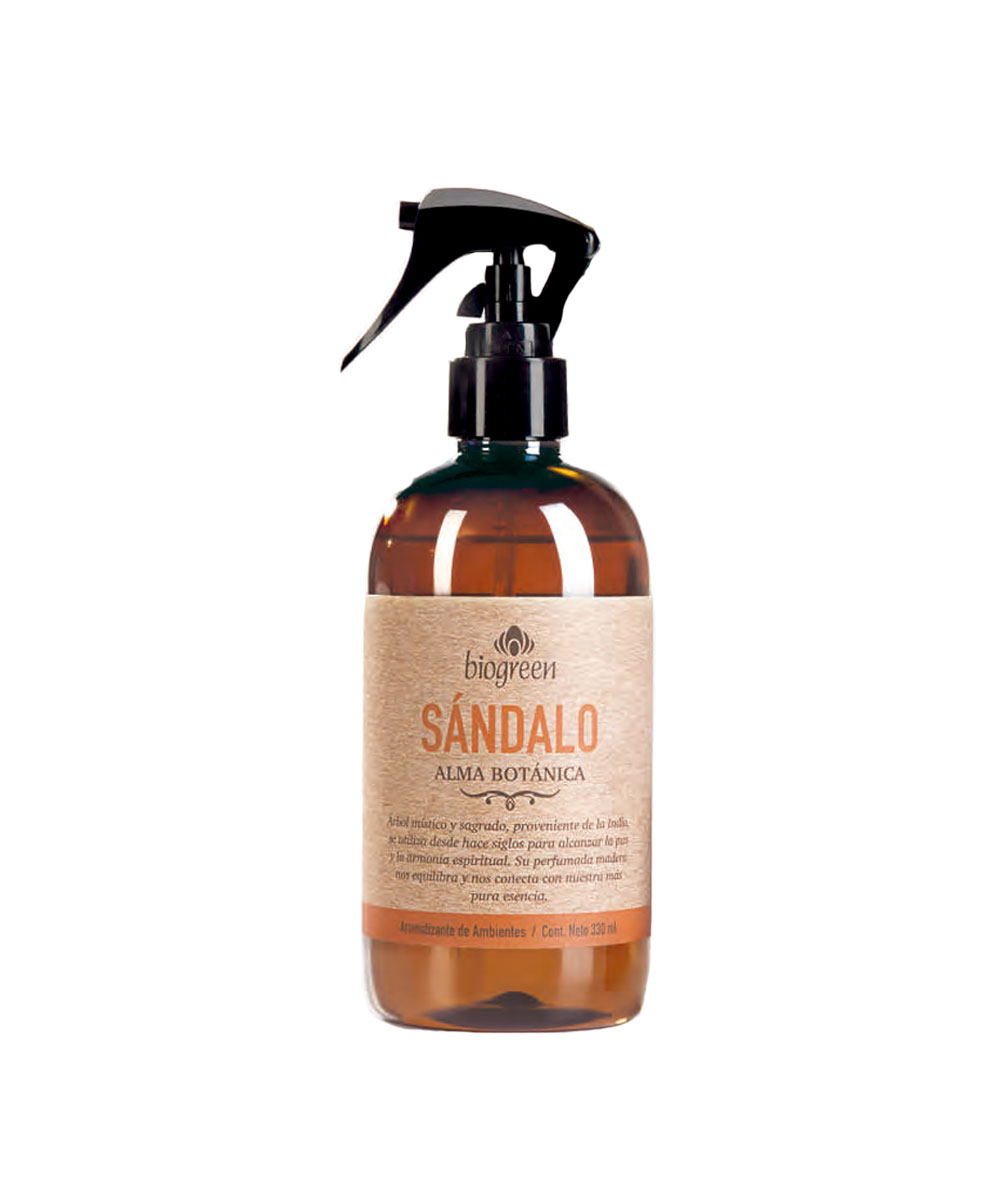 biogreen
SÁNDALO
ALMA BOTÁNICA
Árbol místico y sagrado, proveniente de la India,
se utiliza desde hace siglos para alcanzar la paz
y la armonía espiritual. Su perfumada madera
nos equilibra y nos conecta con nuestra más
pura esencia.
Aromatizante de Ambientes / Cont. Neto 330 ml